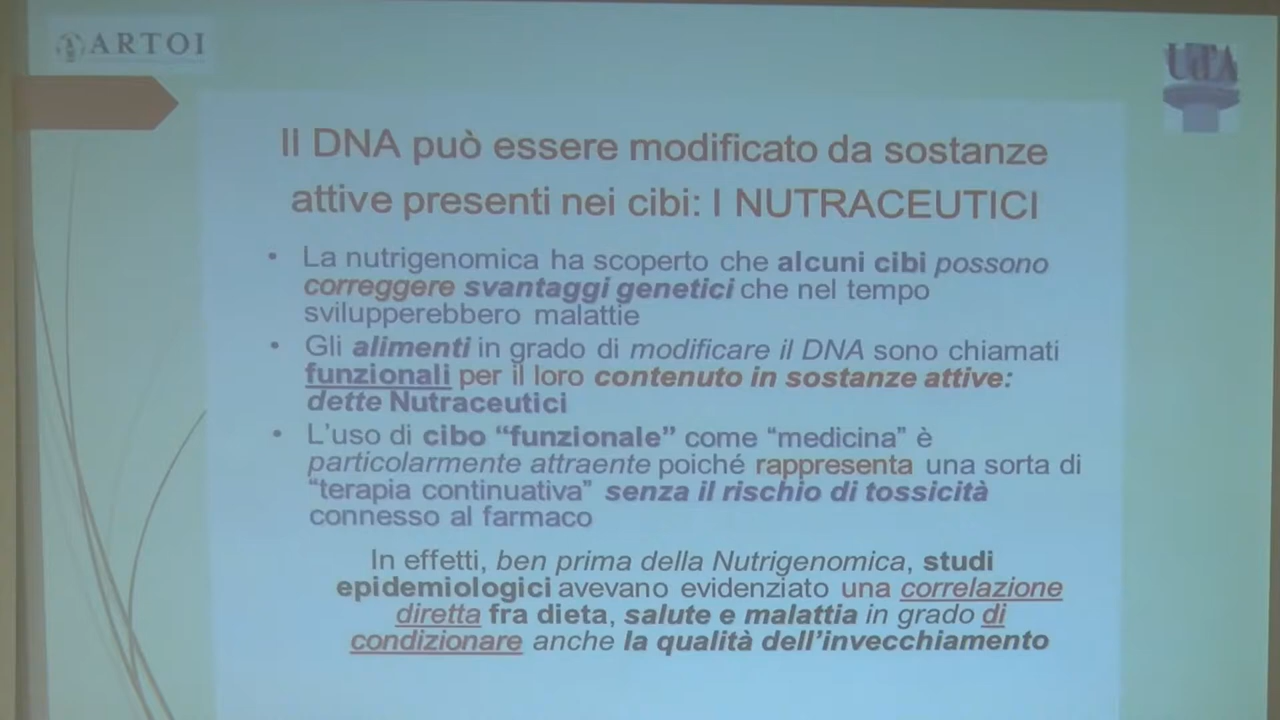 ARTOI
Il DNA può essere modificato da sostanze
attive presenti nei cibi: I NUTRACEUTICI
• La nutrigenomica ha scoperto che alcuni cibi possono
correggere svantaggi genetici che nel tempo
svilupperebbero malattie
• Gli alimenti in grado di modificare il DNA sono chiamati
funzionali per il loro contenuto in sostanze attive:
dette Nutraceutici
• L'uso di cibo “funzionale” come “medicina” è
particolarmente attraente poiché rappresenta una sorta di
“terapia continuativa” senza il rischio di tossicità
connesso al farmaco
In effetti, ben prima della Nutrigenomica, studi
epidemiologici avevano evidenziato una correlazione
diretta fra dieta, salute e malattia in grado di
condizionare anche la qualità dell'invecchiamento